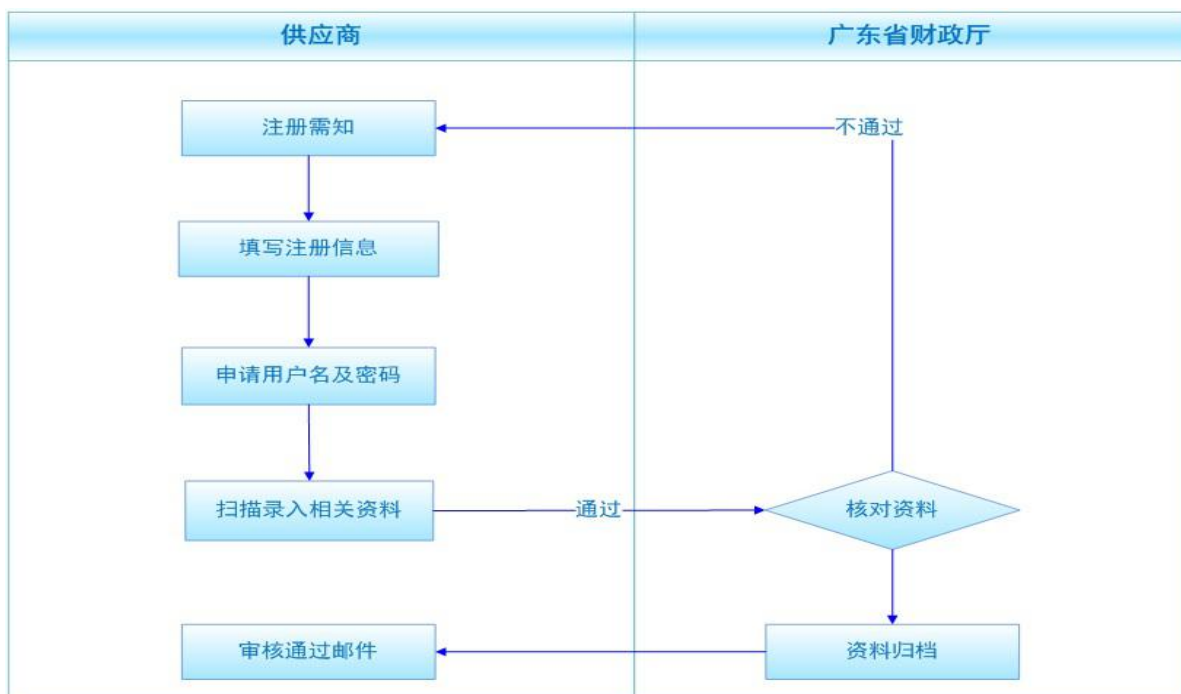 供应商
广东省财政厅
注册需知
不通过
填写注册信息
申请用户名及密码
扫描录入相关资料
通过
核对资料
审核通过邮件
资料归档